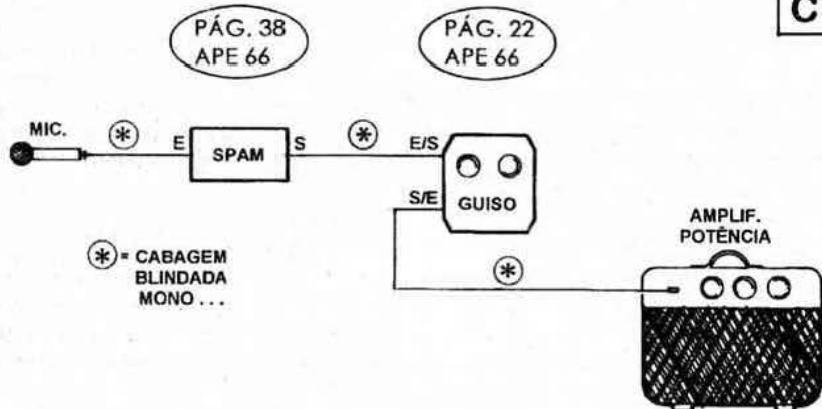 PÁG. 38
APE 66
PÁG. 22
APE 66
C
MIC.
*
E
SPAM
S
*
E/S
S/E
GUISO
* = CABAGEM
BLINDADA
MONO . . .
*
AMPLIF.
POTÊNCIA